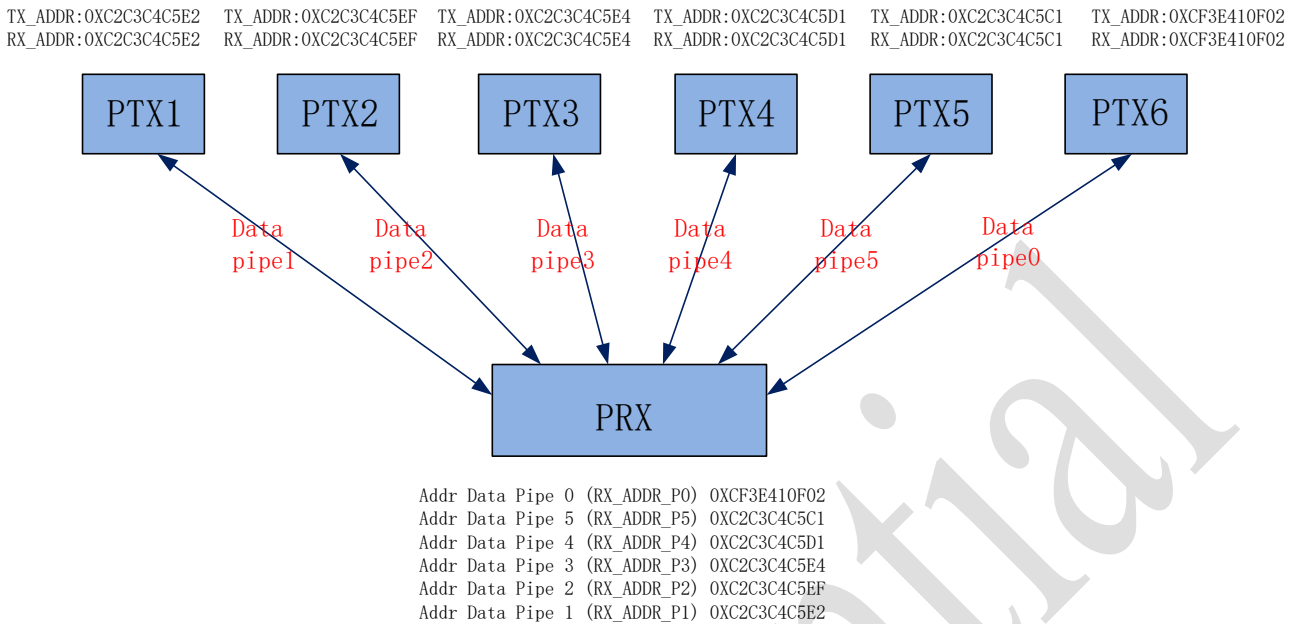 TX_ADDR:0XC2C3C4C5E2 TX_ADDR:0XC2C3C4C5EF TX_ADDR:0XC2C3C4C5E4 TX_ADDR:0XC2C3C4C5D1 TX_ADDR:0XC2C3C4C5C1 TX_ADDR:0XCF3E410F02
RX_ADDR:0XC2C3C4C5E2 RX_ADDR:0XC2C3C4C5EF RX_ADDR:0XC2C3C4C5E4 RX_ADDR:0XC2C3C4C5D1 RX_ADDR:0XC2C3C4C5C1 RX_ADDR:0XCF3E410F02
PTX1 PTX2 PTX3 PTX4 PTX5 PTX6
Data Data Data Data Data Data
pipe1 pipe2 pipe3 pipe4 pipe5 pipe0
PRX
Addr Data Pipe 0 (RX_ADDR_P0) 0XCF3E410F02
Addr Data Pipe 5 (RX_ADDR_P5) 0XC2C3C4C5C1
Addr Data Pipe 4 (RX_ADDR_P4) 0XC2C3C4C5D1
Addr Data Pipe 3 (RX_ADDR_P3) 0XC2C3C4C5E4
Addr Data Pipe 2 (RX_ADDR_P2) 0XC2C3C4C5EF
Addr Data Pipe 1 (RX_ADDR_P1) 0XC2C3C4C5E2